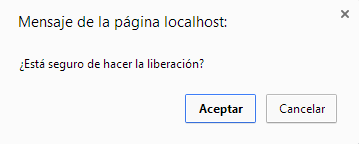 Mensaje de la página localhost:
¿Está seguro de hacer la liberación?
Aceptar
Cancelar